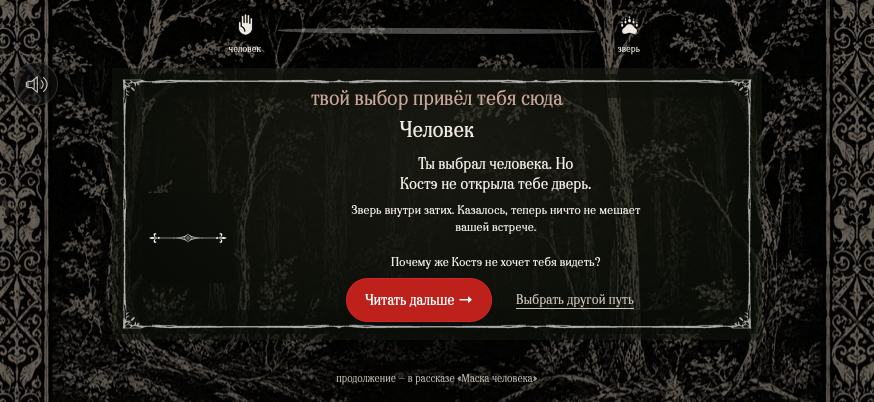 человек
зверь
твой выбор привёл тебя сюда
Человек
Ты выбрал человека. Но
Костэ не открыла тебе дверь.
Зверь внутри затих. Казалось, теперь ничто не мешает
вашей встрече.
Почему же Костэ не хочет тебя видеть?
Читать дальше →
Выбрать другой путь
продолжение – в рассказе «Маска человека»